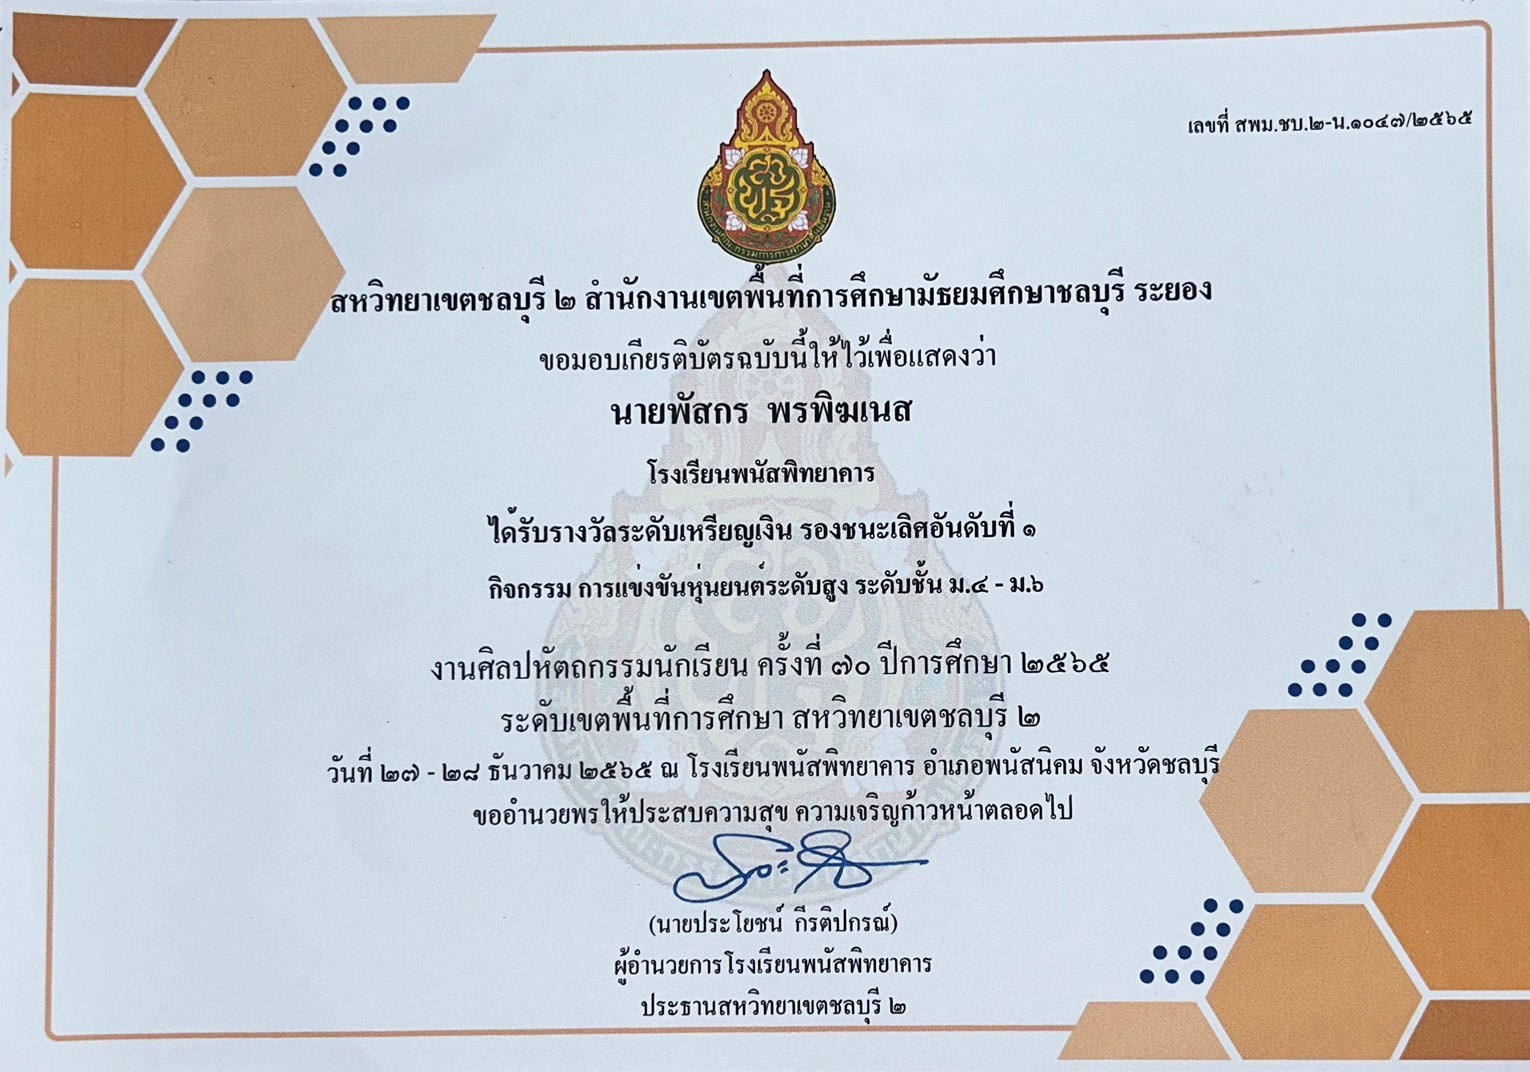 เลขที่ สพม.ชบ.๒-น.๑๐๔๗/๒๕๖๕
สหวิทยาเขตชลบุรี ๒ สำนักงานเขตพื้นที่การศึกษามัธยมศึกษาชลบุรี ระยอง
ขอมอบเกียรติบัตรฉบับนี้ให้ไว้เพื่อแสดงว่า
นายพัสกร พรพิฆเนส
โรงเรียนพนัสพิทยาคาร
ได้รับรางวัลระดับเหรียญเงิน รองชนะเลิศอันดับที่ ๑
กิจกรรม การแข่งขันหุ่นยนต์ระดับสูง ระดับชั้น ม.๔ - ม.๖
งานศิลปหัตถกรรมนักเรียน ครั้งที่ ๗๐ ปีการศึกษา ๒๕๖๕
ระดับเขตพื้นที่การศึกษา สหวิทยาเขตชลบุรี ๒
วันที่ ๒๗ - ๒๘ ธันวาคม ๒๕๖๕ ณ โรงเรียนพนัสพิทยาคาร อำเภอพนัสนิคม จังหวัดชลบุรี
ขออำนวยพรให้ประสบความสุข ความเจริญก้าวหน้าตลอดไป
(นายประโยชน์ กีรติปกรณ์)
ผู้อำนวยการโรงเรียนพนัสพิทยาคาร
ประธานสหวิทยาเขตชลบุรี ๒